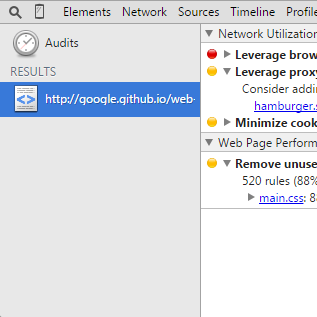 Elements Network Sources Timeline Profile
Audits
RESULTS
http://google.github.io/web-
Network Utilization
Leverage brow
Leverage proxy
Consider addi
hamburger.s
Minimize cook
Web Page Perform
Remove unuse
520 rules (88%
main.css: 8